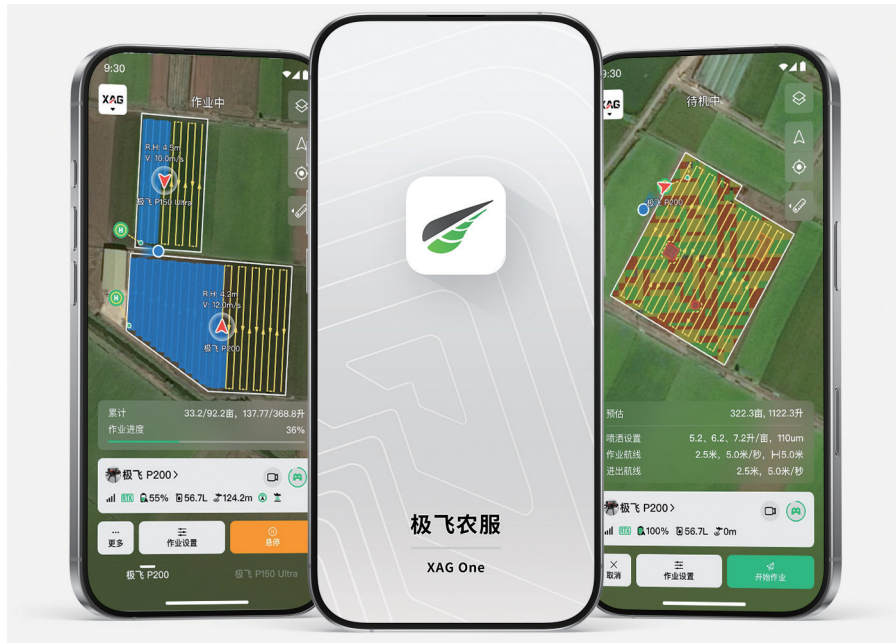 9:30
XAG
作业中
R.H: 4.5m
V: 10.0m/s
极飞 P150 Ultra
H
H
R.H: 4.2m
V: 12.0m/s
极飞 P200
累计 33.2/92.2亩, 137.77/368.8升
作业进度 36%
极飞 P200
RTK 55% 56.7L 124.2m
更多 作业设置 悬停
极飞 P200 极飞 P150 Ultra
极飞农服
XAG One
9:30
XAG
待机中
极飞 P200
预估 322.3亩, 1122.3升
喷洒设置 5.2、6.2、7.2升/亩, 110um
作业航线 2.5米, 5.0米/秒, 5.0米
进出航线 2.5米, 5.0米/秒
极飞 P200
RTK 100% 56.7L 0m
取消 作业设置 开始作业